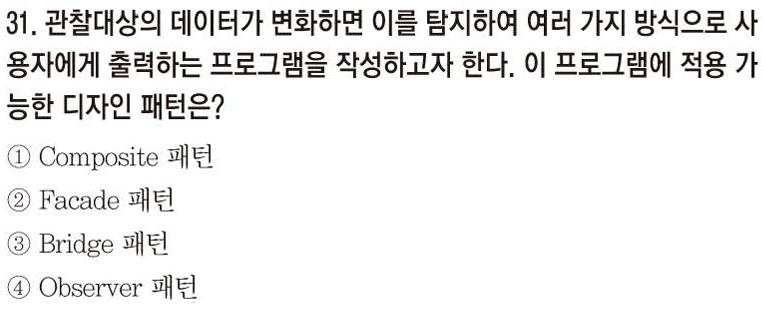 31. 관찰대상의 데이터가 변화하면 이를 탐지하여 여러 가지 방식으로 사
용자에게 출력하는 프로그램을 작성하고자 한다. 이 프로그램에 적용 가
능한 디자인 패턴은?
① Composite 패턴
② Facade 패턴
③ Bridge 패턴
④ Observer 패턴